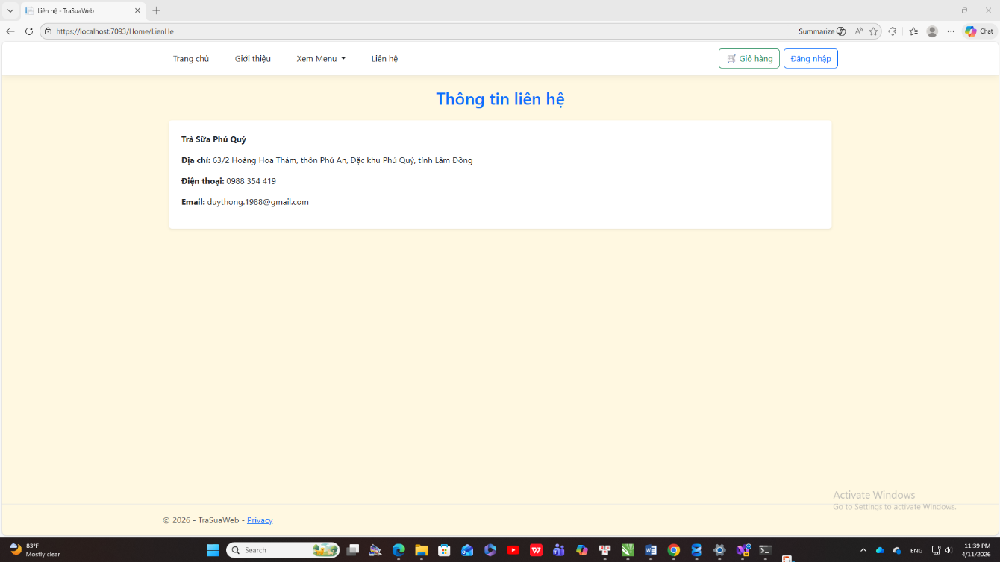 Liên hệ - TraSuaWeb
https://localhost:7093/Home/LienHe
Summarize
Chat
Trang chủ
Giới thiệu
Xem Menu
Liên hệ
Giỏ hàng
Đăng nhập
Thông tin liên hệ
Trà Sữa Phú Quý
Địa chỉ: 63/2 Hoàng Hoa Thám, thôn Phú An, Đặc khu Phú Quý, tỉnh Lâm Đồng
Điện thoại: 0988 354 419
Email: duythong.1988@gmail.com
Activate Windows
Go to Settings to activate Windows.
© 2026 - TraSuaWeb - Privacy
83°F
Mostly clear
Search
ENG
11:39 PM
4/11/2026